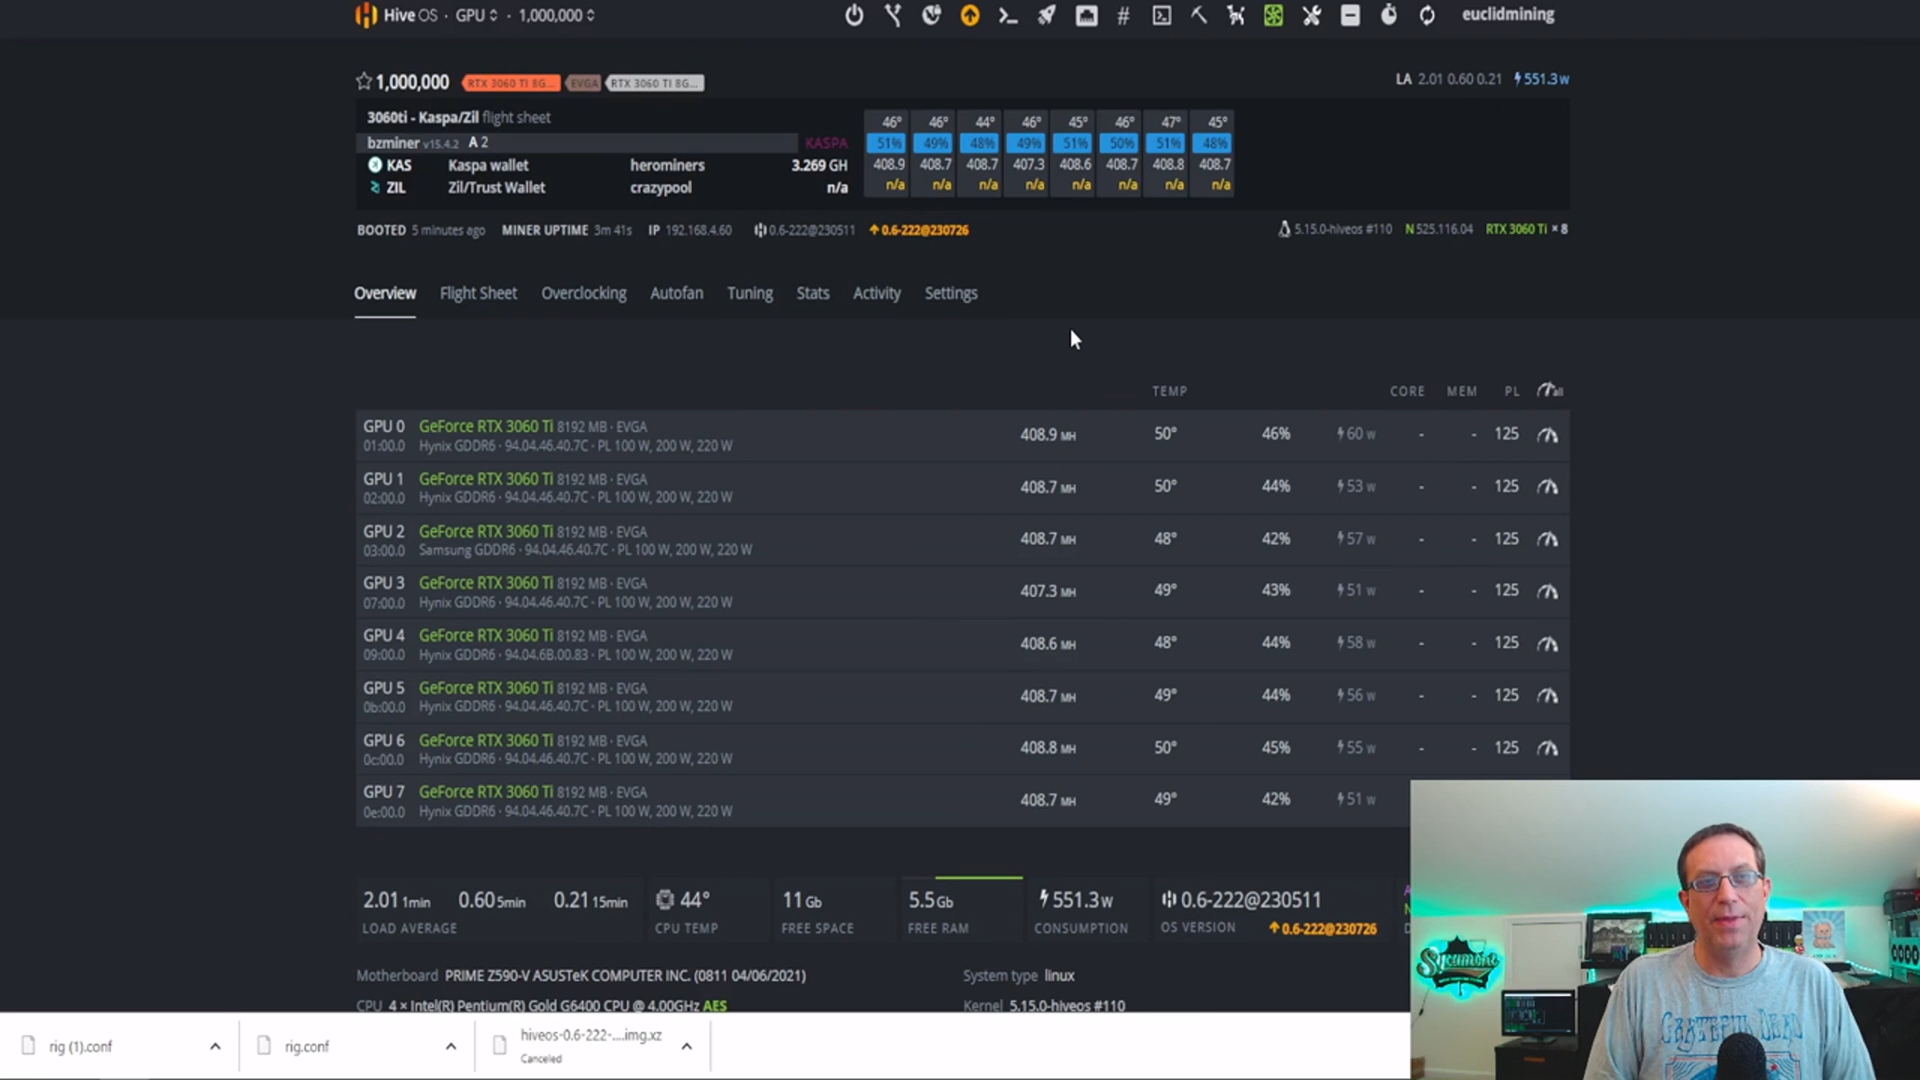 Hive OS · GPU · 1,000,000
# euclidmining
1,000,000 RTX 3060 TI 8G... EVGA RTX 3060 TI 8G...
LA 2.01 0.60 0.21 551.3w
3060ti - Kaspa/Zil flight sheet
bzminer v15.4.2 A 2 KASPA
KAS Kaspa wallet herominers 3.269 GH
ZIL Zil/Trust Wallet crazypool n/a
46° 46° 44° 46° 45° 46° 47° 45°
51% 49% 48% 49% 51% 50% 51% 48%
408.9 408.7 408.7 407.3 408.6 408.7 408.8 408.7
n/a n/a n/a n/a n/a n/a n/a n/a
BOOTED 5 minutes ago MINER UPTIME 3m 41s IP 192.168.4.60 0.6-222@230511 0.6-222@230726
5.15.0-hiveos #110 N 525.116.04 RTX 3060 Ti × 8
Overview Flight Sheet Overclocking Autofan Tuning Stats Activity Settings
TEMP CORE MEM PL all
GPU 0 GeForce RTX 3060 Ti 8192 MB · EVGA 408.9 MH 50° 46% 60 w - - 125
01:00.0 Hynix GDDR6 · 94.04.46.40.7C · PL 100 W, 200 W, 220 W
GPU 1 GeForce RTX 3060 Ti 8192 MB · EVGA 408.7 MH 50° 44% 53 w - - 125
02:00.0 Hynix GDDR6 · 94.04.46.40.7C · PL 100 W, 200 W, 220 W
GPU 2 GeForce RTX 3060 Ti 8192 MB · EVGA 408.7 MH 48° 42% 57 w - - 125
03:00.0 Samsung GDDR6 · 94.04.46.40.7C · PL 100 W, 200 W, 220 W
GPU 3 GeForce RTX 3060 Ti 8192 MB · EVGA 407.3 MH 49° 43% 51 w - - 125
07:00.0 Hynix GDDR6 · 94.04.46.40.7C · PL 100 W, 200 W, 220 W
GPU 4 GeForce RTX 3060 Ti 8192 MB · EVGA 408.6 MH 48° 44% 58 w - - 125
09:00.0 Hynix GDDR6 · 94.04.6B.00.83 · PL 100 W, 200 W, 220 W
GPU 5 GeForce RTX 3060 Ti 8192 MB · EVGA 408.7 MH 49° 44% 56 w - - 125
0b:00.0 Hynix GDDR6 · 94.04.46.40.7C · PL 100 W, 200 W, 220 W
GPU 6 GeForce RTX 3060 Ti 8192 MB · EVGA 408.8 MH 50° 45% 55 w - - 125
0c:00.0 Hynix GDDR6 · 94.04.46.40.7C · PL 100 W, 200 W, 220 W
GPU 7 GeForce RTX 3060 Ti 8192 MB · EVGA 408.7 MH 49° 42% 51 w
0e:00.0 Hynix GDDR6 · 94.04.46.40.7C · PL 100 W, 200 W, 220 W
2.01 1min 0.60 5min 0.21 15min 44° 11 Gb 5.5 Gb 551.3 w 0.6-222@230511
LOAD AVERAGE CPU TEMP FREE SPACE FREE RAM CONSUMPTION OS VERSION 0.6-222@230726
Motherboard PRIME Z590-V ASUSTeK COMPUTER INC. (0811 04/06/2021) System type linux
CPU 4 × Intel(R) Pentium(R) Gold G6400 CPU @ 4.00GHz AES Kernel 5.15.0-hiveos #110
rig (1).conf rig.conf hiveos-0.6-222-....img.xz
Canceled
Sycamore
GRATEFUL DEAD